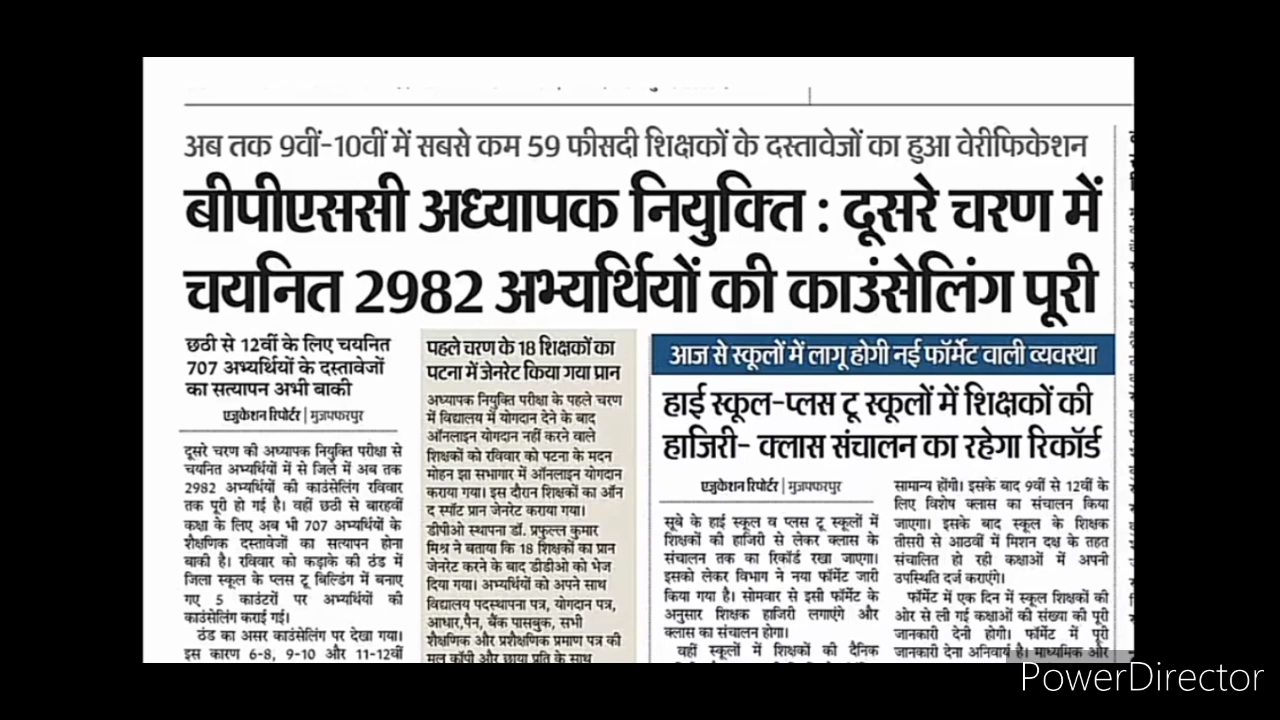 अब तक 9वीं-10वीं में सबसे कम 59 फीसदी शिक्षकों के दस्तावेजों का हुआ वेरीफिकेशन
बीपीएससी अध्यापक नियुक्ति : दूसरे चरण में
चयनित 2982 अभ्यर्थियों की काउंसेलिंग पूरी
छठी से 12वीं के लिए चयनित
707 अभ्यर्थियों के दस्तावेजों
का सत्यापन अभी बाकी
एजुकेशन रिपोर्टर | मुजफ्फरपुर
दूसरे चरण की अध्यापक नियुक्ति परीक्षा से
चयनित अभ्यर्थियों में से जिले में अब तक
2982 अभ्यर्थियों की काउंसेलिंग रविवार
तक पूरी हो गई है। वहीं छठी से बारहवीं
कक्षा के लिए अब भी 707 अभ्यर्थियों के
शैक्षणिक दस्तावेजों का सत्यापन होना
बाकी है। रविवार को कड़ाके की ठंड में
जिला स्कूल के प्लस टू बिल्डिंग में बनाए
गए 5 काउंटरों पर अभ्यर्थियों की
काउंसेलिंग कराई गई।
ठंड का असर काउंसेलिंग पर देखा गया।
इस कारण 6-8, 9-10 और 11-12वीं
पहले चरण के 18 शिक्षकों का
पटना में जेनरेट किया गया प्रान
अध्यापक नियुक्ति परीक्षा के पहले चरण
में विद्यालय में योगदान देने के बाद
ऑनलाइन योगदान नहीं करने वाले
शिक्षकों को रविवार को पटना के मदन
मोहन झा सभागार में ऑनलाइन योगदान
कराया गया। इस दौरान शिक्षकों का ऑन
द स्पॉट प्रान जेनरेट कराया गया।
डीपीओ स्थापना डॉ. प्रफुल्ल कुमार
मिश्र ने बताया कि 18 शिक्षकों का प्रान
जेनरेट करने के बाद डीडीओ को भेज
दिया गया। अभ्यर्थियों को अपने साथ
विद्यालय पदस्थापना पत्र, योगदान पत्र,
आधार,पैन, बैंक पासबुक, सभी
शैक्षणिक और प्रशैक्षणिक प्रमाण पत्र की
मूल कॉपी और छाया प्रति के साथ
आज से स्कूलों में लागू होगी नई फॉर्मेट वाली व्यवस्था
हाई स्कूल-प्लस टू स्कूलों में शिक्षकों की
हाजिरी- क्लास संचालन का रहेगा रिकॉर्ड
एजुकेशन रिपोर्टर | मुजफ्फरपुर
सूबे के हाई स्कूल व प्लस टू स्कूलों में
शिक्षकों की हाजिरी से लेकर क्लास के
संचालन तक का रिकॉर्ड रखा जाएगा।
इसको लेकर विभाग ने नया फॉर्मेट जारी
किया गया है। सोमवार से इसी फॉर्मेट के
अनुसार शिक्षक हाजिरी लगाएंगे और
क्लास का संचालन होगा।
वहीं स्कूलों में शिक्षकों की दैनिक
सामान्य होंगी। इसके बाद 9वीं से 12वीं के
लिए विशेष क्लास का संचालन किया
जाएगा। इसके बाद स्कूल के शिक्षक
तीसरी से आठवीं में मिशन दक्ष के तहत
संचालित हो रही कक्षाओं में अपनी
उपस्थिति दर्ज कराएंगे।
फॉर्मेट में एक दिन में स्कूल शिक्षकों की
ओर से ली गई कक्षाओं की संख्या की पूरी
जानकारी देनी होगी। फॉर्मेट में पूरी
जानकारी देना अनिवार्य है। माध्यमिक और
PowerDirector